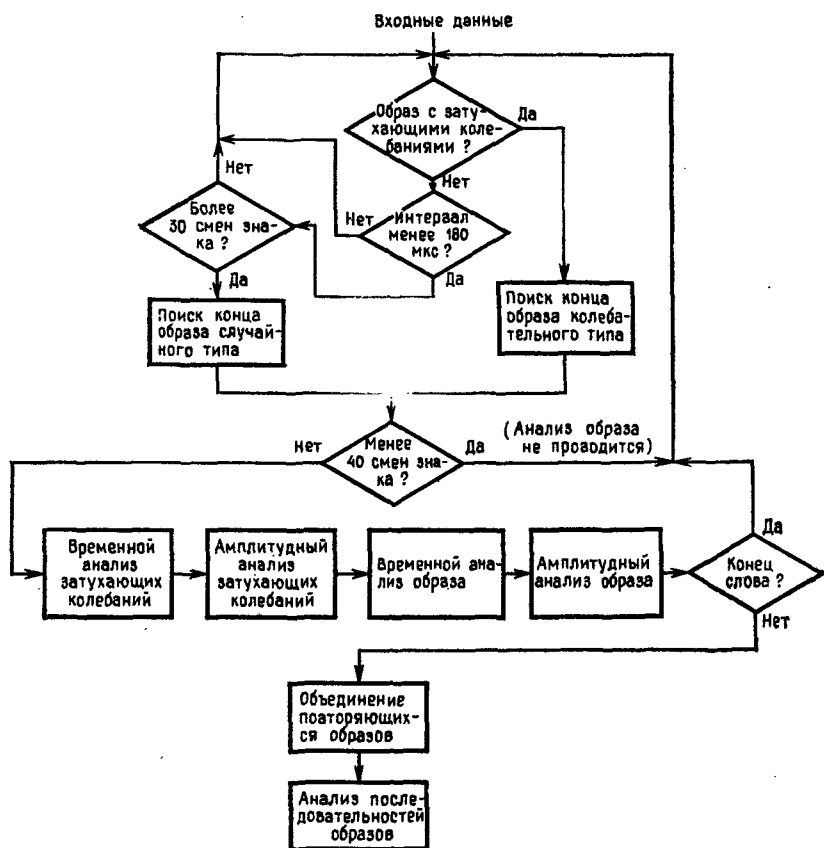 Входные данные
Образ с зату-
хающими коле-
баниями ?
Да
Нет
Нет
Более
30 смен зна-
ка ?
Нет
Интервал
менее 180
мкс ?
Да
Да
Поиск конца
образа случай-
ного типа
Поиск конца
образа колеба-
тельного типа
Нет
Менее
40 смен зна-
ка ?
Да
(Анализ образа
не проводится)
Да
Временной
анализ
затухающих
колебаний
Амплитудный
анализ
затухающих
колебаний
Временной ана-
лиз образа
Амплитудный
анализ образа
Конец
слова ?
Нет
Объединение
повторяющих-
ся образов
Анализ после-
довательностей
образов